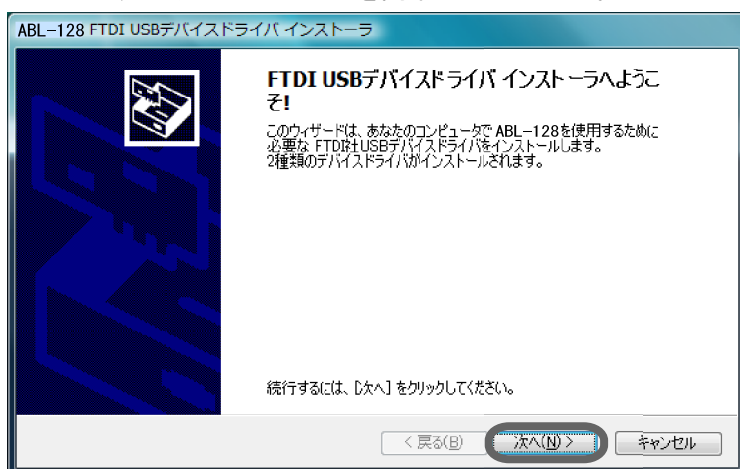 ABL-128 FTDI USBデバイスドライバ インストーラ
FTDI USBデバイスドライバ インストーラへようこ
そ!
このウィザードは、あなたのコンピュータで ABL-128を使用するために
必要な FTDI社USBデバイスドライバをインストールします。
2種類のデバイスドライバがインストールされます。
続行するには、[次へ] をクリックしてください。
< 戻る(B)
次へ(N) >
キャンセル